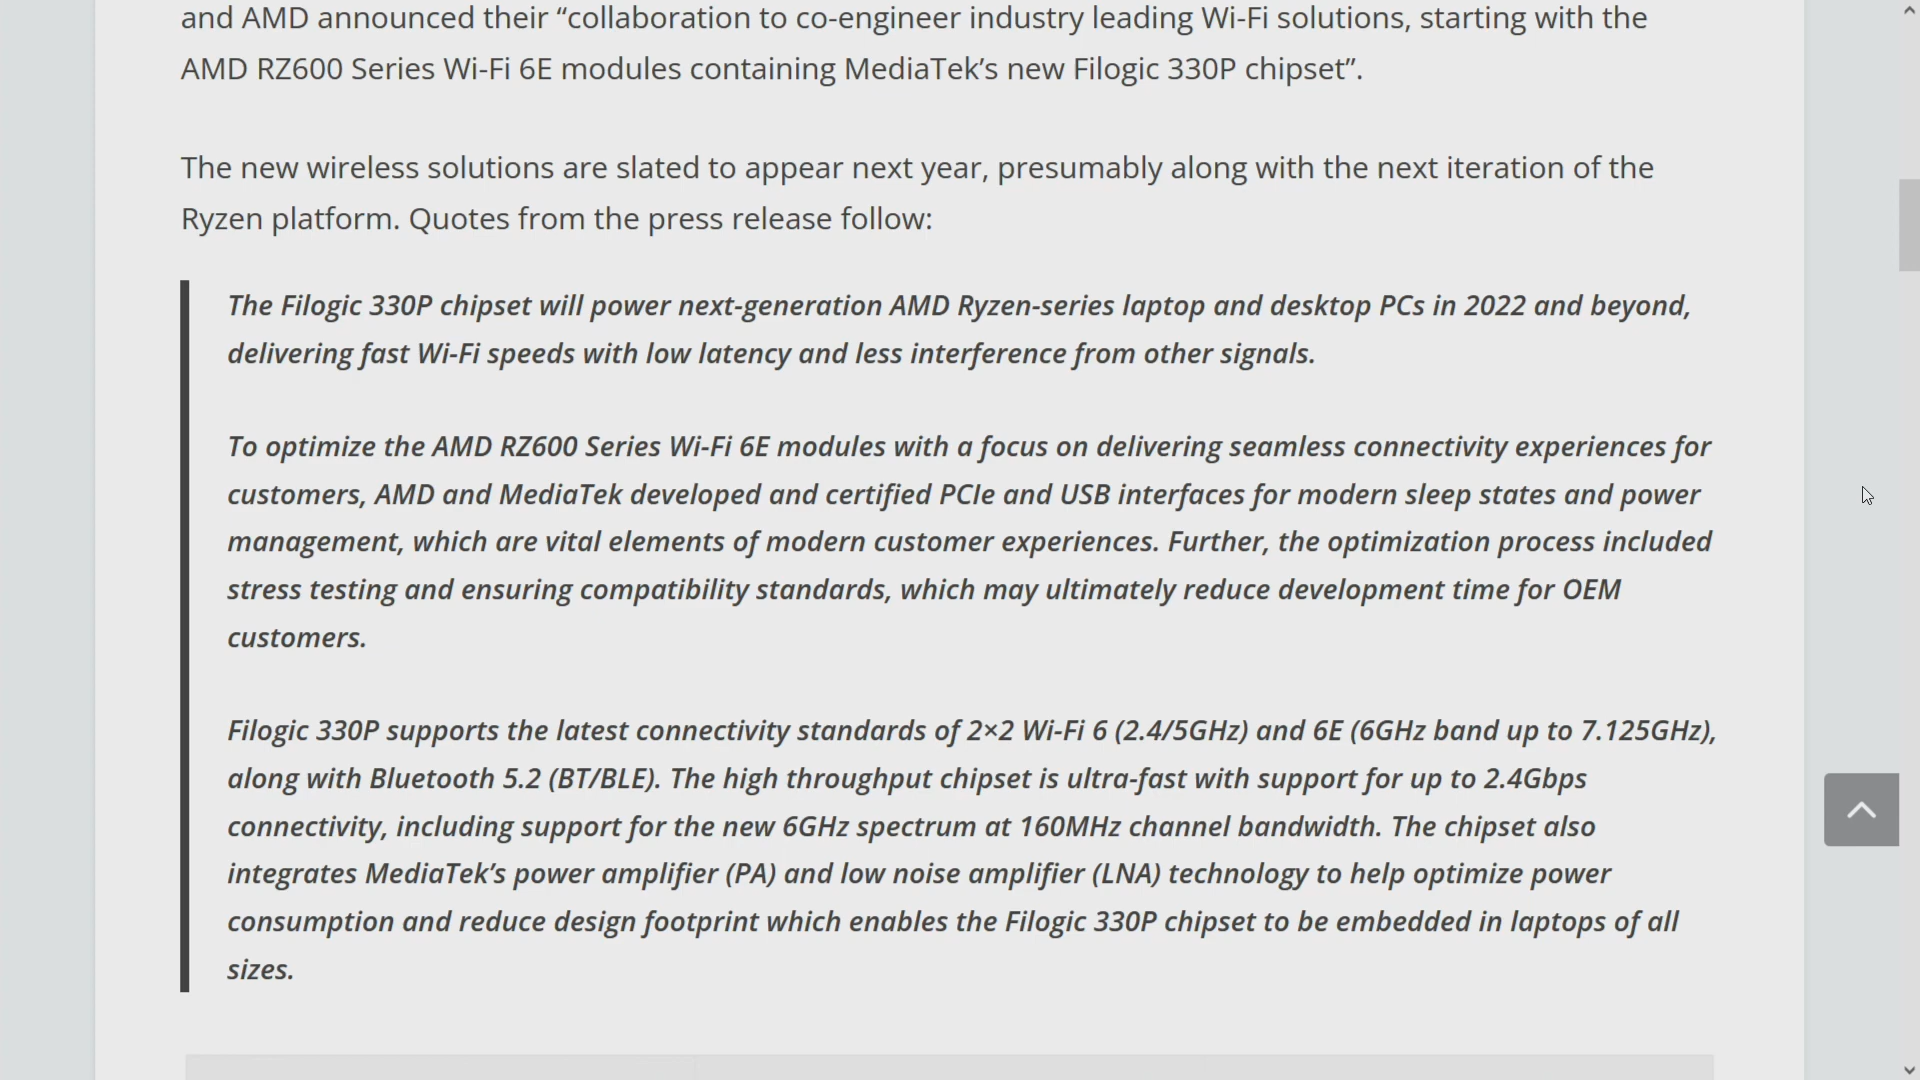 and AMD announced their “collaboration to co-engineer industry leading Wi-Fi solutions, starting with the
AMD RZ600 Series Wi-Fi 6E modules containing MediaTek’s new Filogic 330P chipset”.
The new wireless solutions are slated to appear next year, presumably along with the next iteration of the
Ryzen platform. Quotes from the press release follow:
The Filogic 330P chipset will power next-generation AMD Ryzen-series laptop and desktop PCs in 2022 and beyond,
delivering fast Wi-Fi speeds with low latency and less interference from other signals.
To optimize the AMD RZ600 Series Wi-Fi 6E modules with a focus on delivering seamless connectivity experiences for
customers, AMD and MediaTek developed and certified PCIe and USB interfaces for modern sleep states and power
management, which are vital elements of modern customer experiences. Further, the optimization process included
stress testing and ensuring compatibility standards, which may ultimately reduce development time for OEM
customers.
Filogic 330P supports the latest connectivity standards of 2×2 Wi-Fi 6 (2.4/5GHz) and 6E (6GHz band up to 7.125GHz),
along with Bluetooth 5.2 (BT/BLE). The high throughput chipset is ultra-fast with support for up to 2.4Gbps
connectivity, including support for the new 6GHz spectrum at 160MHz channel bandwidth. The chipset also
integrates MediaTek’s power amplifier (PA) and low noise amplifier (LNA) technology to help optimize power
consumption and reduce design footprint which enables the Filogic 330P chipset to be embedded in laptops of all
sizes.